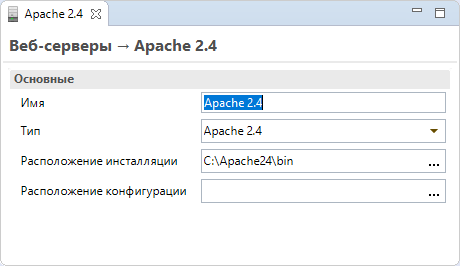 Apache 2.4
Веб-серверы → Apache 2.4
Основные
Имя Apache 2.4
Тип Apache 2.4
Расположение инсталляции C:\Apache24\bin ...
Расположение конфигурации ...